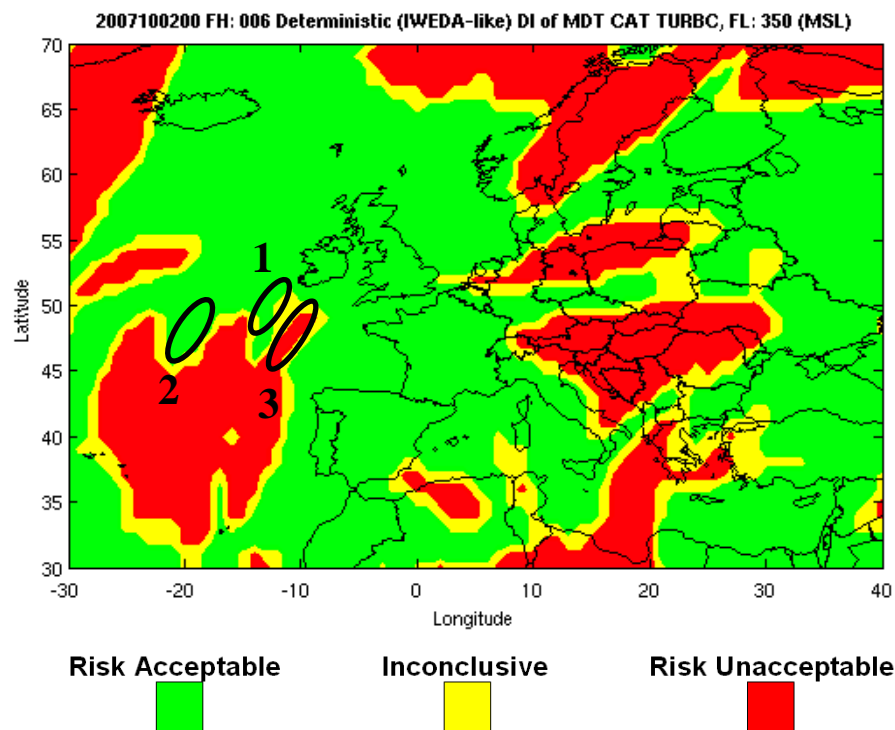 2007100200 FH: 006 Deterministic (IWEDA-like) DI of MDT CAT TURBC, FL: 350 (MSL)
70
65
60
55
50
45
40
35
30
Latitude
1
2
3
-30 -20 -10 0 10 20 30 40
Longitude
Risk Acceptable Inconclusive Risk Unacceptable